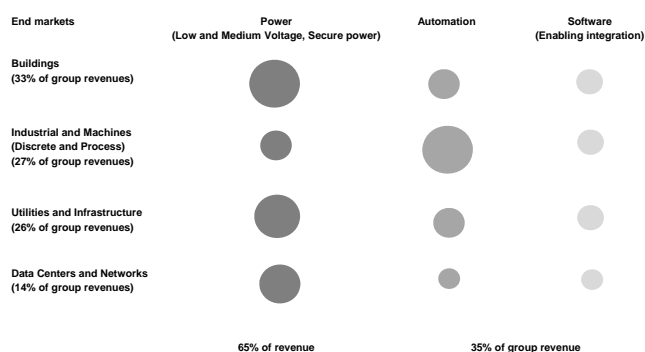 End markets
Power
(Low and Medium Voltage, Secure power)
Automation
Software
(Enabling integration)
Buildings
(33% of group revenues)
Industrial and Machines
(Discrete and Process)
(27% of group revenues)
Utilities and Infrastructure
(26% of group revenues)
Data Centers and Networks
(14% of group revenues)
65% of revenue
35% of group revenue